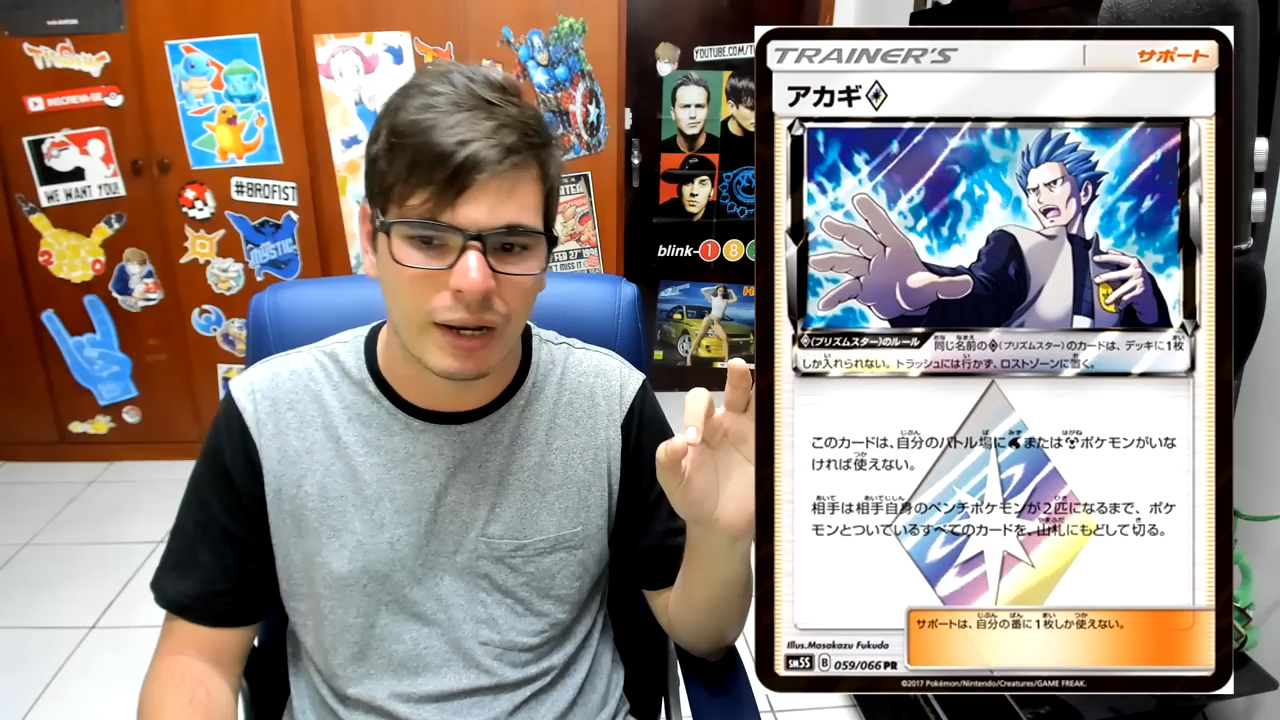 INSCREVA-SE
WE WANT YOU!
#BROFIST
MYSTIC
YOUTUBE.COM/T
blink-18
TRAINER'S
サポート
アカギ
(プリズムスター)のルール 同じ名前の(プリズムスター)のカードは、デッキに1枚
しか入れられない。トラッシュには行かず、ロストゾーンに置く。
このカードは、自分のバトル場にまたはポケモンがいな
ければ使えない。
相手は相手自身のベンチポケモンが2匹になるまで、ポケ
モンとついているすべてのカードを、山札にもどして切る。
サポートは、自分の番に1枚しか使えない。
Illus.Masakazu Fukuda
SM5S B 059/066 PR
©2017 Pokémon/Nintendo/Creatures/GAME FREAK.